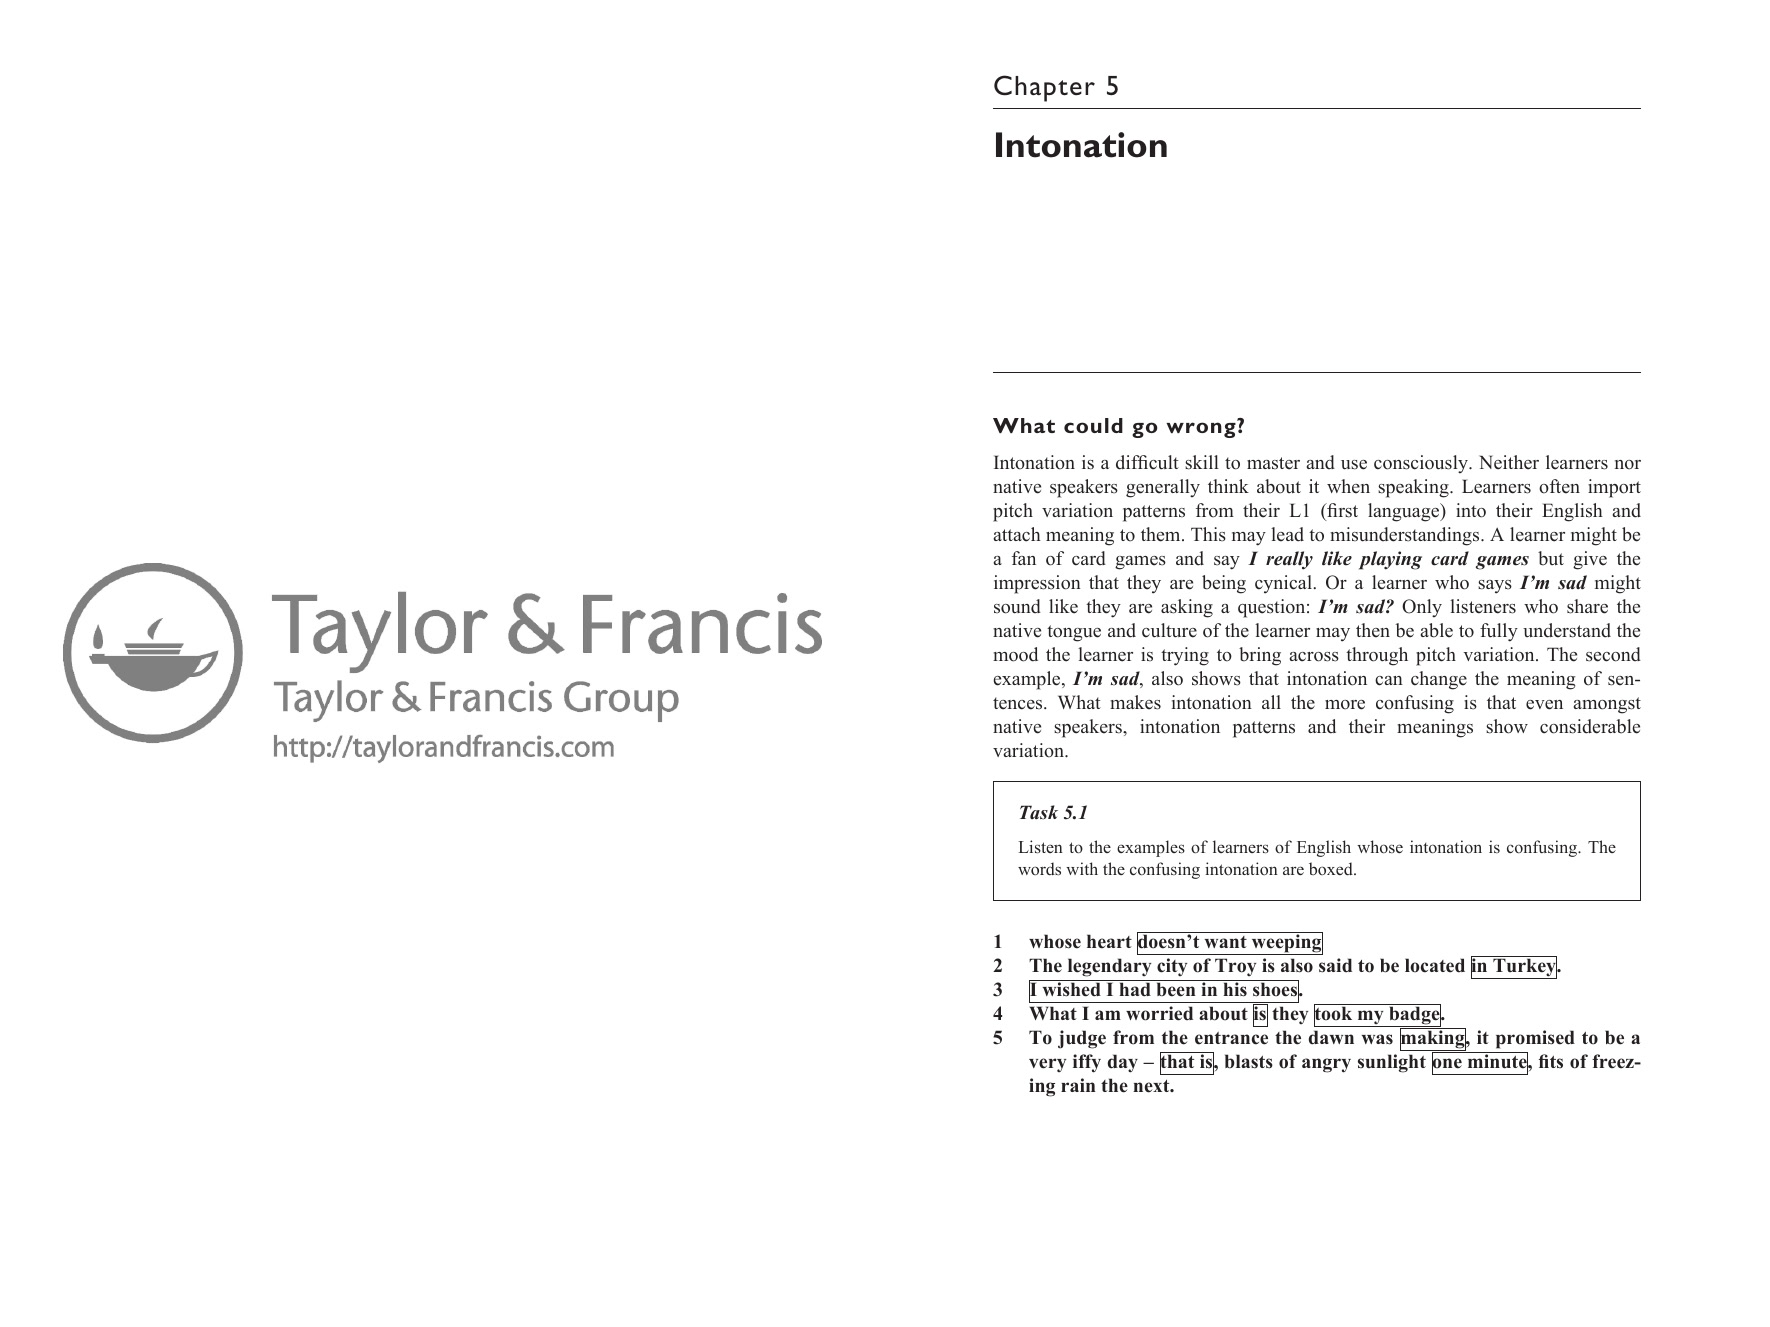 Taylor & Francis
Taylor & Francis Group
http://taylorandfrancis.com
Chapter 5
Intonation
What could go wrong?
Intonation is a difficult skill to master and use consciously. Neither learners nor
native speakers generally think about it when speaking. Learners often import
pitch variation patterns from their L1 (first language) into their English and
attach meaning to them. This may lead to misunderstandings. A learner might be
a fan of card games and say I really like playing card games but give the
impression that they are being cynical. Or a learner who says I’m sad might
sound like they are asking a question: I’m sad? Only listeners who share the
native tongue and culture of the learner may then be able to fully understand the
mood the learner is trying to bring across through pitch variation. The second
example, I’m sad, also shows that intonation can change the meaning of sen-
tences. What makes intonation all the more confusing is that even amongst
native speakers, intonation patterns and their meanings show considerable
variation.
Task 5.1
Listen to the examples of learners of English whose intonation is confusing. The
words with the confusing intonation are boxed.
1 whose heart doesn’t want weeping
2 The legendary city of Troy is also said to be located in Turkey.
3 I wished I had been in his shoes.
4 What I am worried about is they took my badge.
5 To judge from the entrance the dawn was making, it promised to be a
very iffy day – that is, blasts of angry sunlight one minute, fits of freez-
ing rain the next.